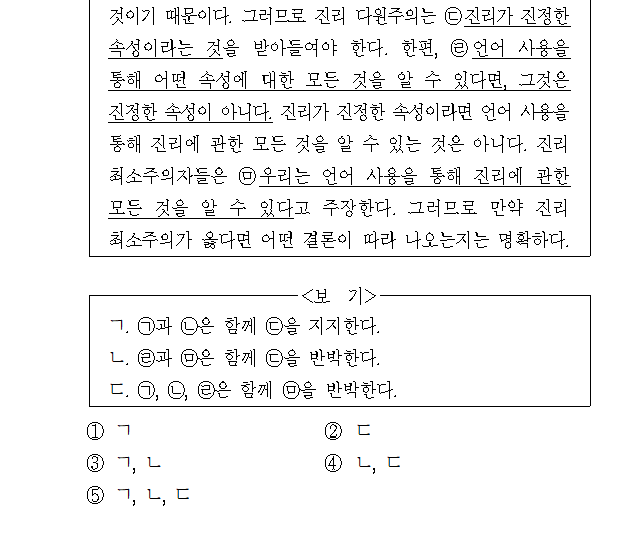 것이기 때문이다. 그러므로 진리 다원주의는 ㉢진리가 진정한
속성이라는 것을 받아들여야 한다. 한편, ㉣언어 사용을
통해 어떤 속성에 대한 모든 것을 알 수 있다면, 그것은
진정한 속성이 아니다. 진리가 진정한 속성이라면 언어 사용을
통해 진리에 관한 모든 것을 알 수 있는 것은 아니다. 진리
최소주의자들은 ㉤우리는 언어 사용을 통해 진리에 관한
모든 것을 알 수 있다고 주장한다. 그러므로 만약 진리
최소주의가 옳다면 어떤 결론이 따라 나오는지는 명확하다.
<보 기>
ㄱ. ㉠과 ㉡은 함께 ㉢을 지지한다.
ㄴ. ㉣과 ㉤은 함께 ㉢을 반박한다.
ㄷ. ㉠, ㉡, ㉣은 함께 ㉤을 반박한다.
① ㄱ ② ㄷ
③ ㄱ, ㄴ ④ ㄴ, ㄷ
⑤ ㄱ, ㄴ, ㄷ